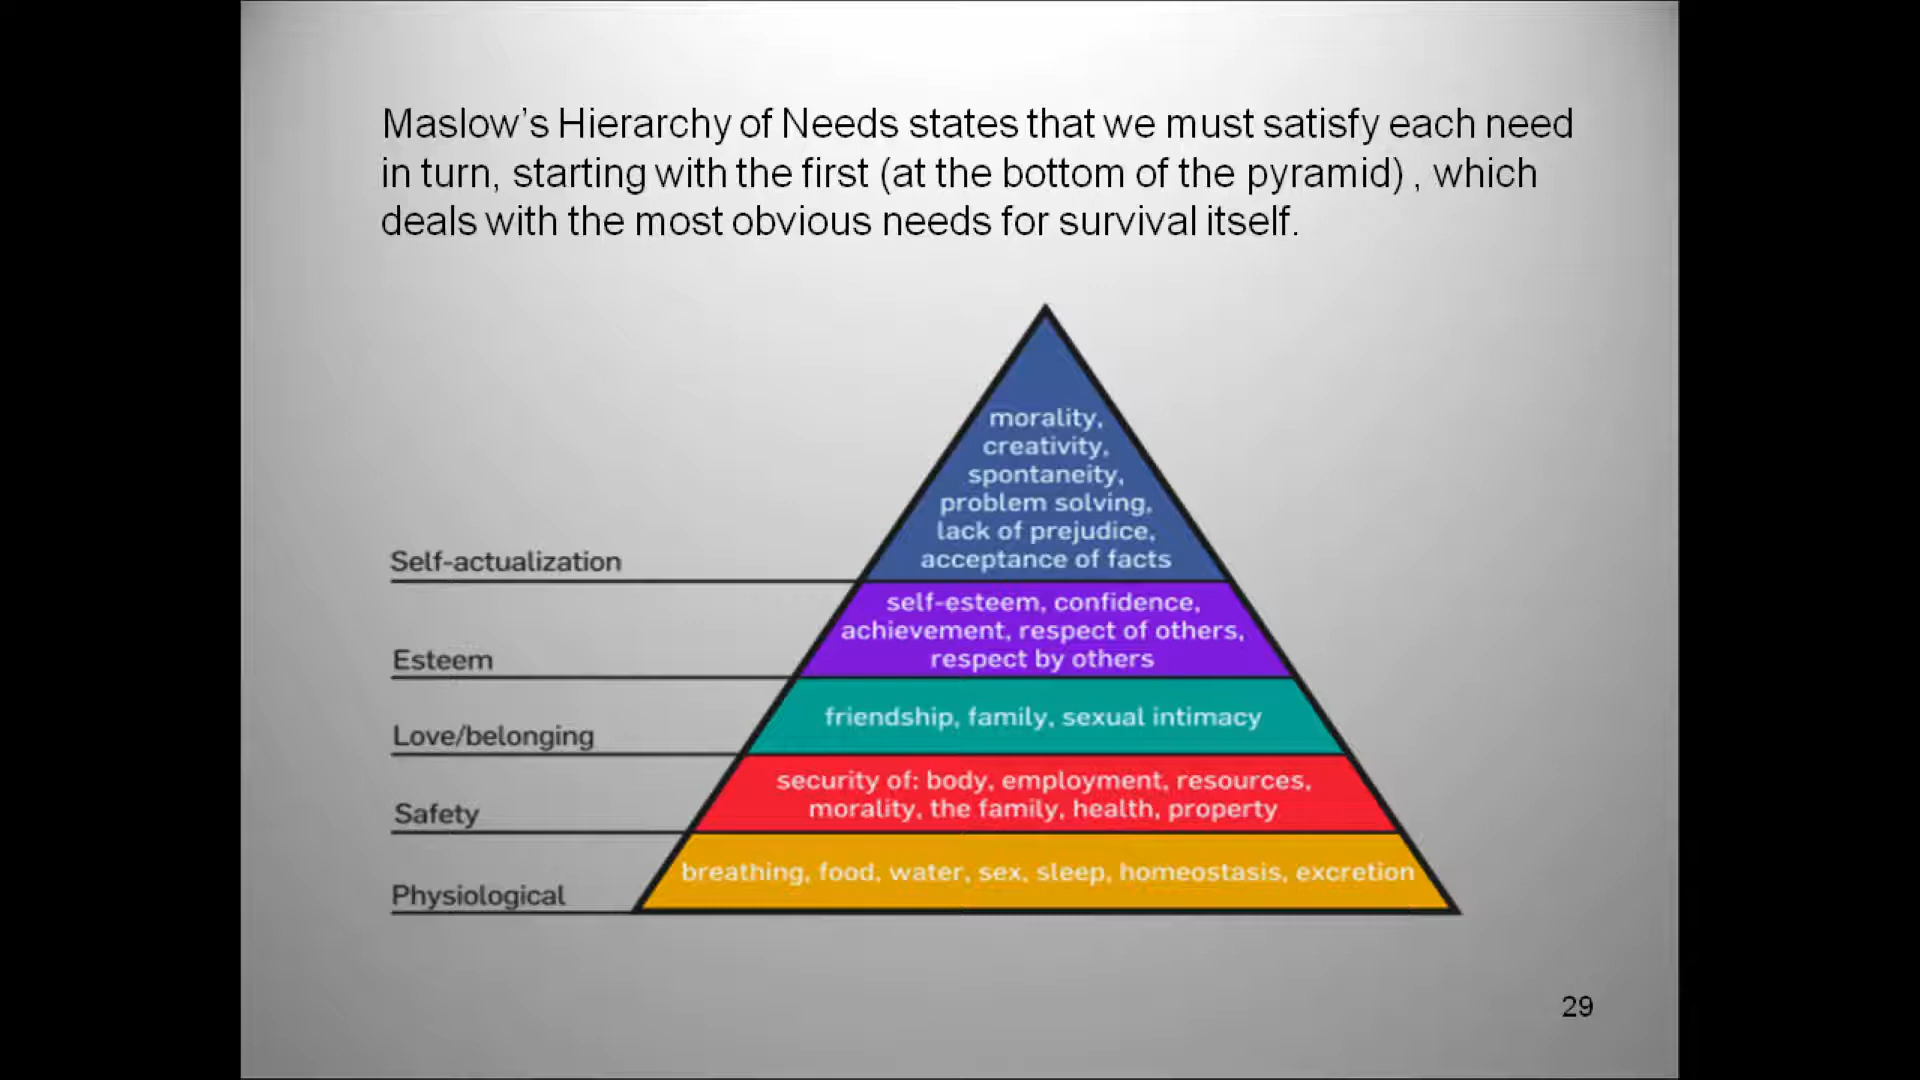 Maslow's Hierarchy of Needs states that we must satisfy each need
in turn, starting with the first (at the bottom of the pyramid) , which
deals with the most obvious needs for survival itself.
morality,
creativity,
spontaneity,
problem solving,
lack of prejudice,
acceptance of facts
Self-actualization
self-esteem, confidence,
achievement, respect of others,
respect by others
Esteem
friendship, family, sexual intimacy
Love/belonging
security of: body, employment, resources,
morality, the family, health, property
Safety
breathing, food, water, sex, sleep, homeostasis, excretion
Physiological
29